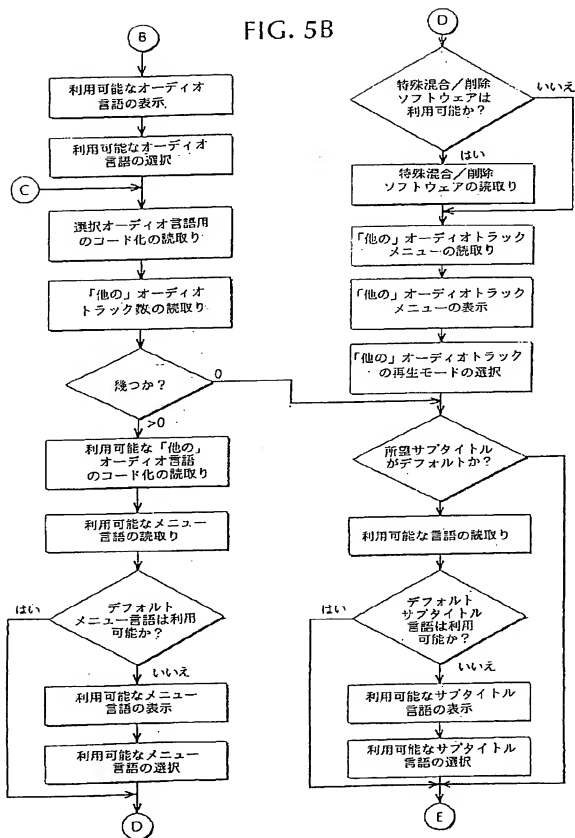 FIG. 5B
B
利用可能なオーディオ
言語の表示
利用可能なオーディオ
言語の選択
C
選択オーディオ言語用
のコード化の読取り
「他の」オーディオ
トラック数の読取り
幾つか?
0
>0
利用可能な「他の」
オーディオ言語
のコード化の読取り
利用可能なメニュー
言語の読取り
デフォルト
メニュー言語は利用
可能か?
はい
いいえ
利用可能なメニュー
言語の表示
利用可能なメニュー
言語の選択
D
D
特殊混合/削除
ソフトウェアは
利用可能か?
いいえ
はい
特殊混合/削除
ソフトウェアの読取り
「他の」オーディオトラック
メニューの読取り
「他の」オーディオトラック
メニューの表示
「他の」オーディオトラック
の再生モードの選択
所望サブタイトル
がデフォルトか?
利用可能な言語の読取り
デフォルト
サブタイトル
言語は利用
可能か?
はい
いいえ
利用可能なサブタイトル
言語の表示
利用可能なサブタイトル
言語の選択
E